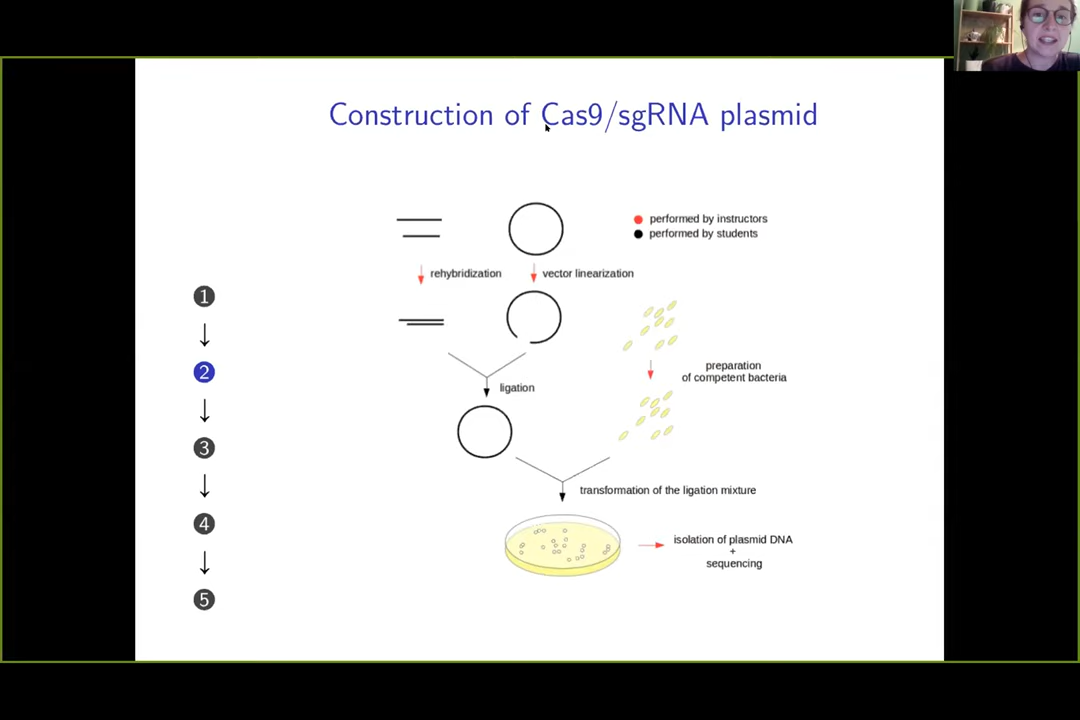 Construction of Cas9/sgRNA plasmid
performed by instructors
performed by students
rehybridization
vector linearization
1
2
3
4
5
preparation
of competent bacteria
ligation
transformation of the ligation mixture
isolation of plasmid DNA
+
sequencing